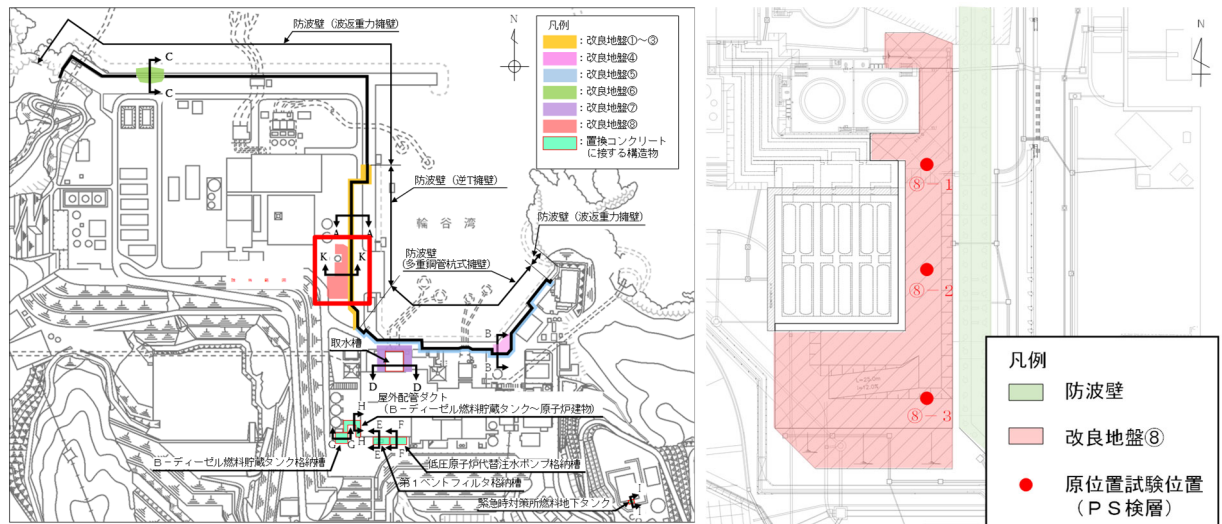 防波壁（波返重力擁壁）
N
凡例
：改良地盤①～③
：改良地盤④
：改良地盤⑤
：改良地盤⑥
：改良地盤⑦
：改良地盤⑧
：置換コンクリート
に接する構造物
C
C
防波壁（逆T擁壁）
輪谷湾
防波壁（波返重力擁壁）
A
A
防波壁
（多重鋼管杭式擁壁）
K
K
B
B
取水槽
D
D
屋外配管ダクト
（B－ディーゼル燃料貯蔵タンク～原子炉建物）
H
H
G
G
E
F
E
F
B－ディーゼル燃料貯蔵タンク格納槽
低圧原子炉代替注水ポンプ格納槽
第1ベントフィルタ格納槽
緊急時対策所燃料地下タンク
N
⑧－1
⑧－2
⑧－3
凡例
防波壁
改良地盤⑧
原位置試験位置
（PS検層）